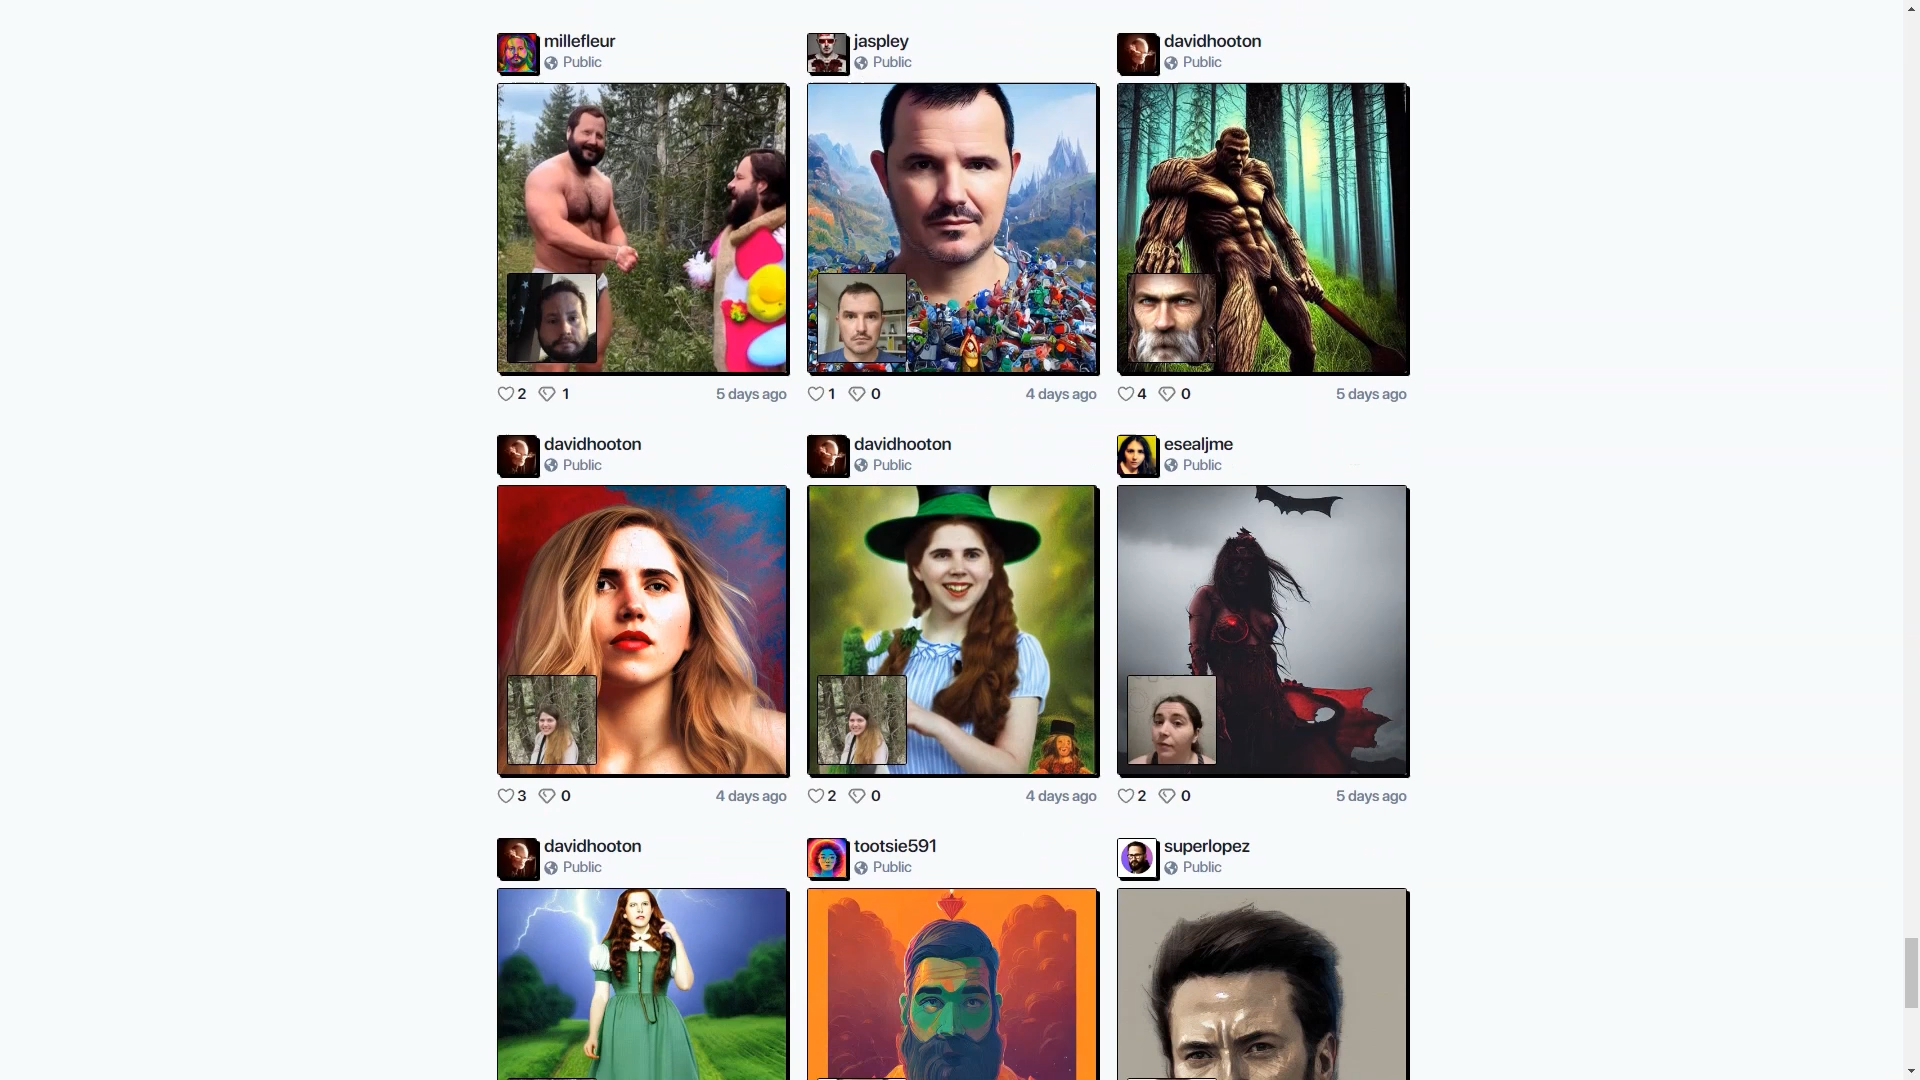 millefleur
Public
jaspley
Public
davidhooton
Public
2
1
5 days ago
1
0
4 days ago
4
0
5 days ago
davidhooton
Public
davidhooton
Public
esealjme
Public
3
0
4 days ago
2
0
4 days ago
2
0
5 days ago
davidhooton
Public
tootsie591
Public
superlopez
Public